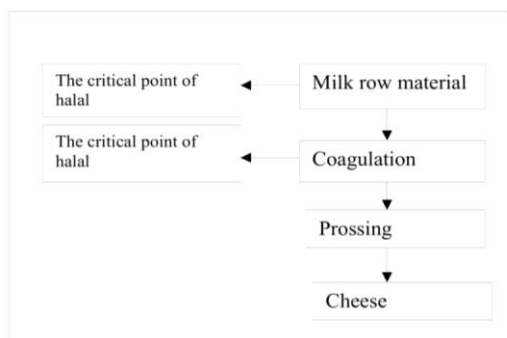 The critical point of
halal
Milk row material
The critical point of
halal
Coagulation
Prossing
Cheese